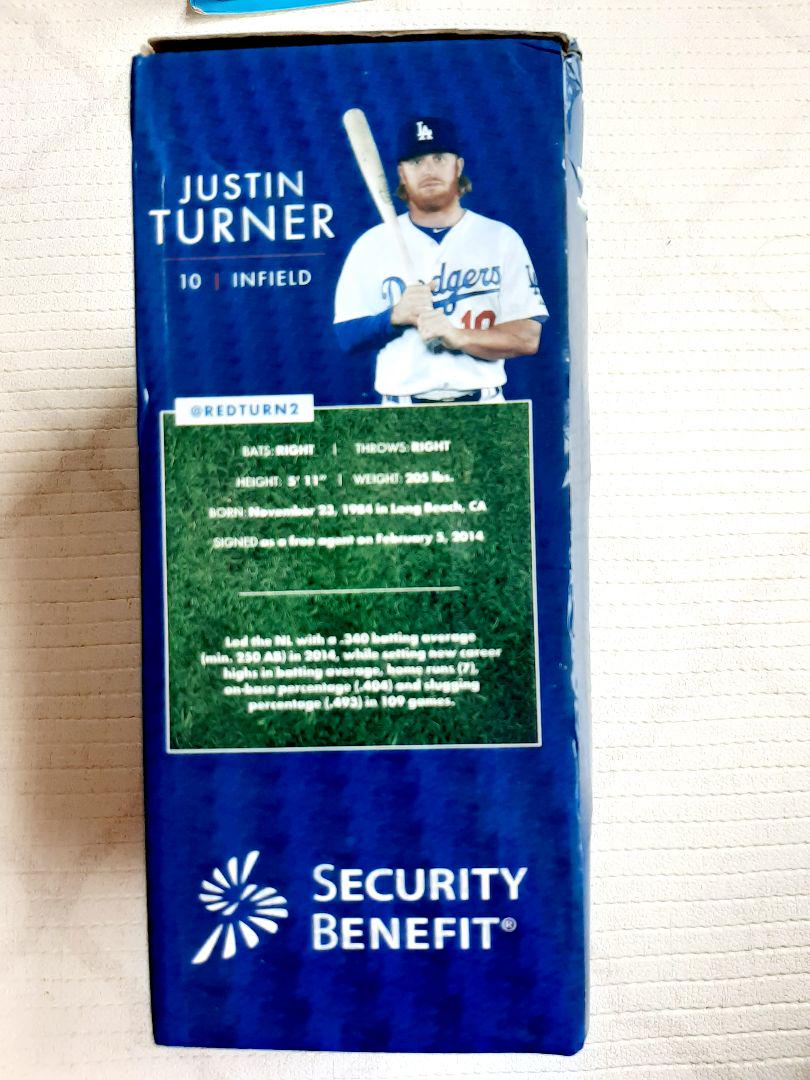 LA
JUSTIN
TURNER
10 | INFIELD
Dodgers
LA
10
@REDTURN2
BATS: RIGHT | THROWS: RIGHT
HEIGHT: 5' 11" | WEIGHT: 205 lbs.
BORN: November 23, 1984 in Long Beach, CA
SIGNED as a free agent on February 5, 2014
Led the NL with a .340 batting average
(min. 250 AB) in 2014, while setting new career
highs in batting average, home runs (7),
on-base percentage (.404) and slugging
percentage (.493) in 109 games.
SECURITY
BENEFIT®